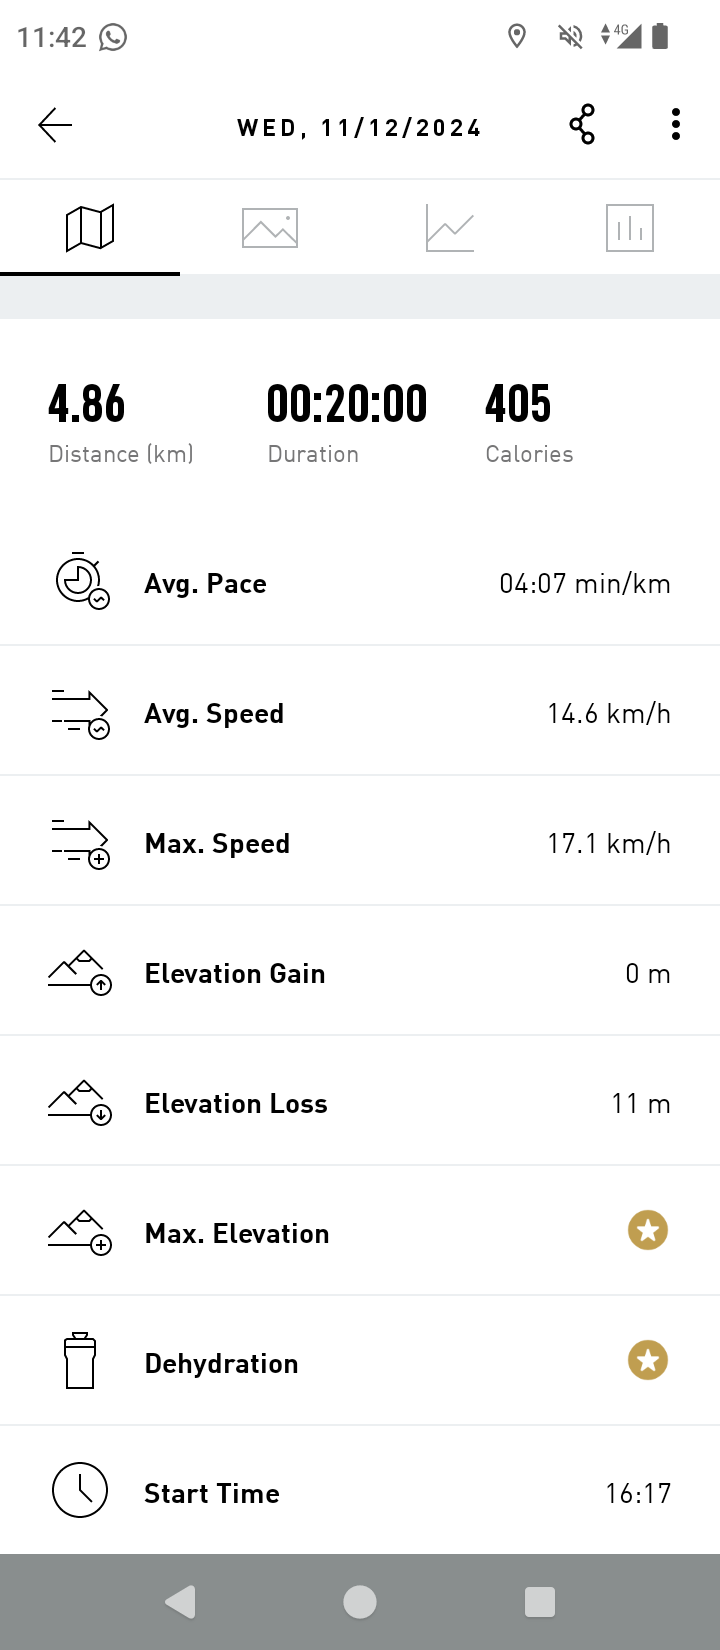 11:42
4G
WED, 11/12/2024
4.86 00:20:00 405
Distance (km) Duration Calories
Avg. Pace 04:07 min/km
Avg. Speed 14.6 km/h
Max. Speed 17.1 km/h
Elevation Gain 0 m
Elevation Loss 11 m
Max. Elevation
Dehydration
Start Time 16:17